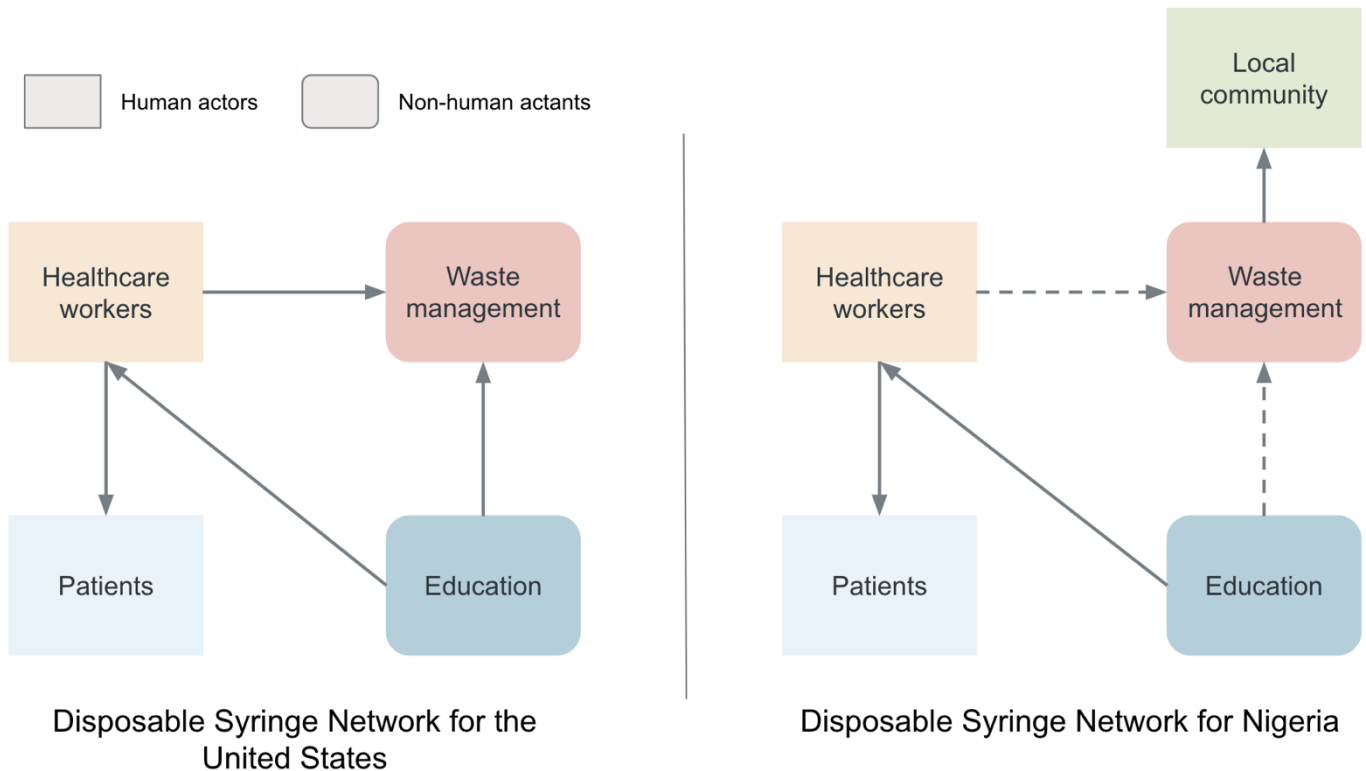 Human actors
Non-human actants
Healthcare
workers
Waste
management
Patients
Education
Disposable Syringe Network for the
United States
Local
community
Healthcare
workers
Waste
management
Patients
Education
Disposable Syringe Network for Nigeria